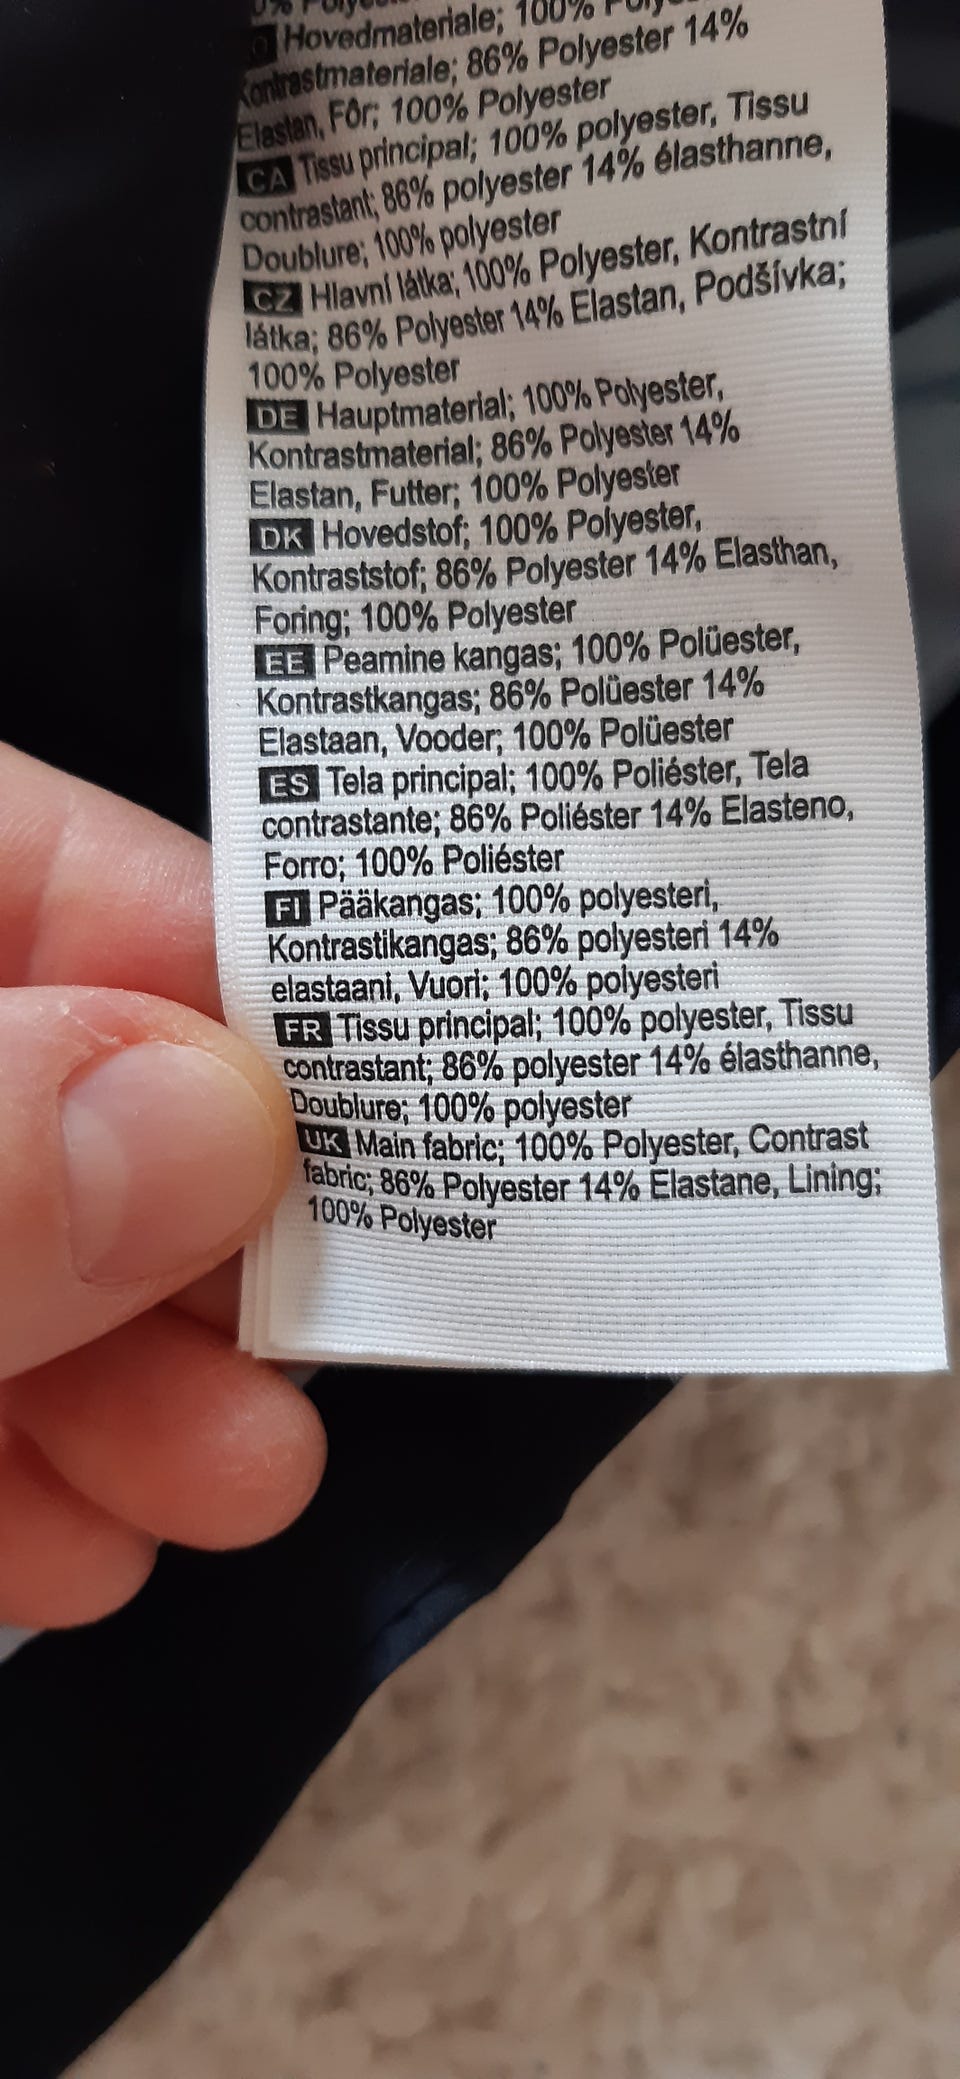 0% Polyester
NO Hovedmateriale; 100% Polyester,
Kontrastmateriale; 86% Polyester 14%
Elastan, Fôr; 100% Polyester
CA Tissu principal; 100% polyester, Tissu
contrastant; 86% polyester 14% élasthanne,
Doublure; 100% polyester
CZ Hlavní látka; 100% Polyester, Kontrastní
látka; 86% Polyester 14% Elastan, Podšívka;
100% Polyester
DE Hauptmaterial; 100% Polyester,
Kontrastmaterial; 86% Polyester 14%
Elastan, Futter; 100% Polyester
DK Hovedstof; 100% Polyester,
Kontraststof; 86% Polyester 14% Elasthan,
Foring; 100% Polyester
EE Peamine kangas; 100% Polüester,
Kontrastkangas; 86% Polüester 14%
Elastaan, Vooder; 100% Polüester
ES Tela principal; 100% Poliéster, Tela
contrastante; 86% Poliéster 14% Elasteno,
Forro; 100% Poliéster
FI Pääkangas; 100% polyesteri,
Kontrastikangas; 86% polyesteri 14%
elastaani, Vuori; 100% polyesteri
FR Tissu principal; 100% polyester, Tissu
contrastant; 86% polyester 14% élasthanne,
Doublure; 100% polyester
UK Main fabric; 100% Polyester, Contrast
fabric; 86% Polyester 14% Elastane, Lining;
100% Polyester